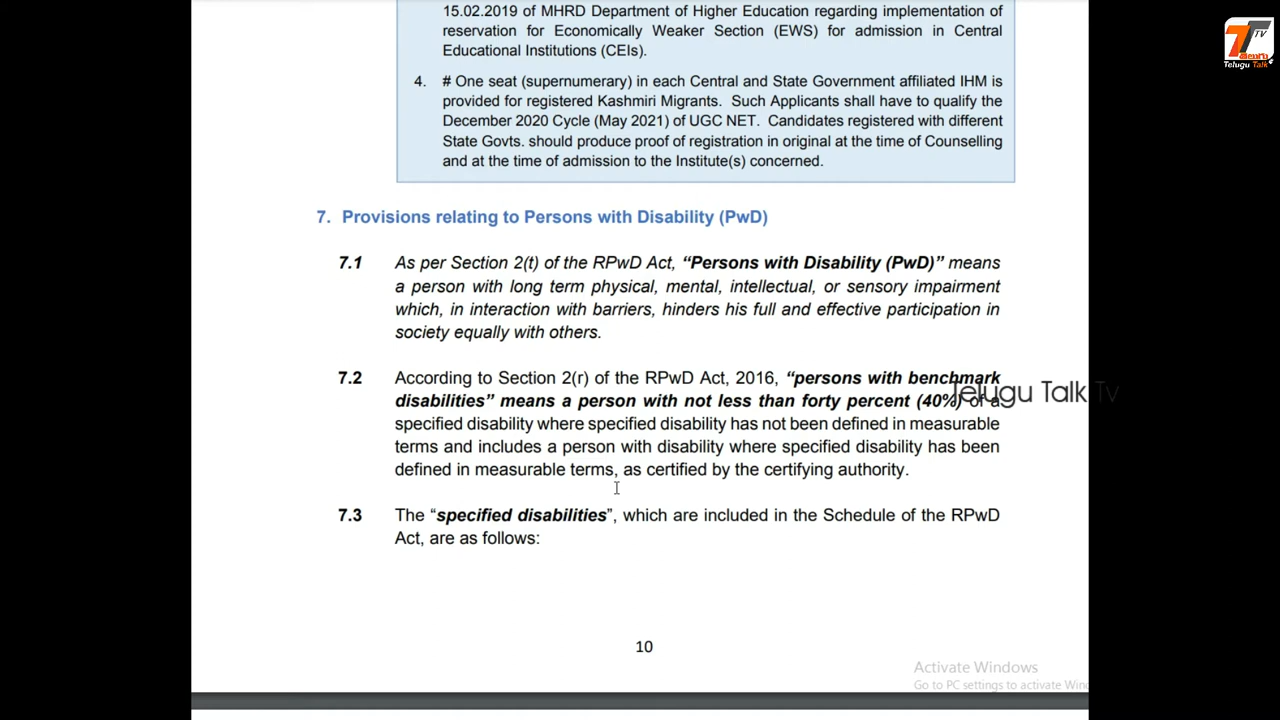 15.02.2019 of MHRD Department of Higher Education regarding implementation of
reservation for Economically Weaker Section (EWS) for admission in Central
Educational Institutions (CEIs).
4. # One seat (supernumerary) in each Central and State Government affiliated IHM is
provided for registered Kashmiri Migrants. Such Applicants shall have to qualify the
December 2020 Cycle (May 2021) of UGC NET. Candidates registered with different
State Govts. should produce proof of registration in original at the time of Counselling
and at the time of admission to the Institute(s) concerned.
7. Provisions relating to Persons with Disability (PwD)
7.1 As per Section 2(t) of the RPwD Act, “Persons with Disability (PwD)” means
a person with long term physical, mental, intellectual, or sensory impairment
which, in interaction with barriers, hinders his full and effective participation in
society equally with others.
7.2 According to Section 2(r) of the RPwD Act, 2016, “persons with benchmark
disabilities” means a person with not less than forty percent (40%) of a
specified disability where specified disability has not been defined in measurable
terms and includes a person with disability where specified disability has been
defined in measurable terms, as certified by the certifying authority.
7.3 The “specified disabilities”, which are included in the Schedule of the RPwD
Act, are as follows:
10
Telugu Talk Tv
TV
Telugu Talk
Activate Windows
Go to PC settings to activate